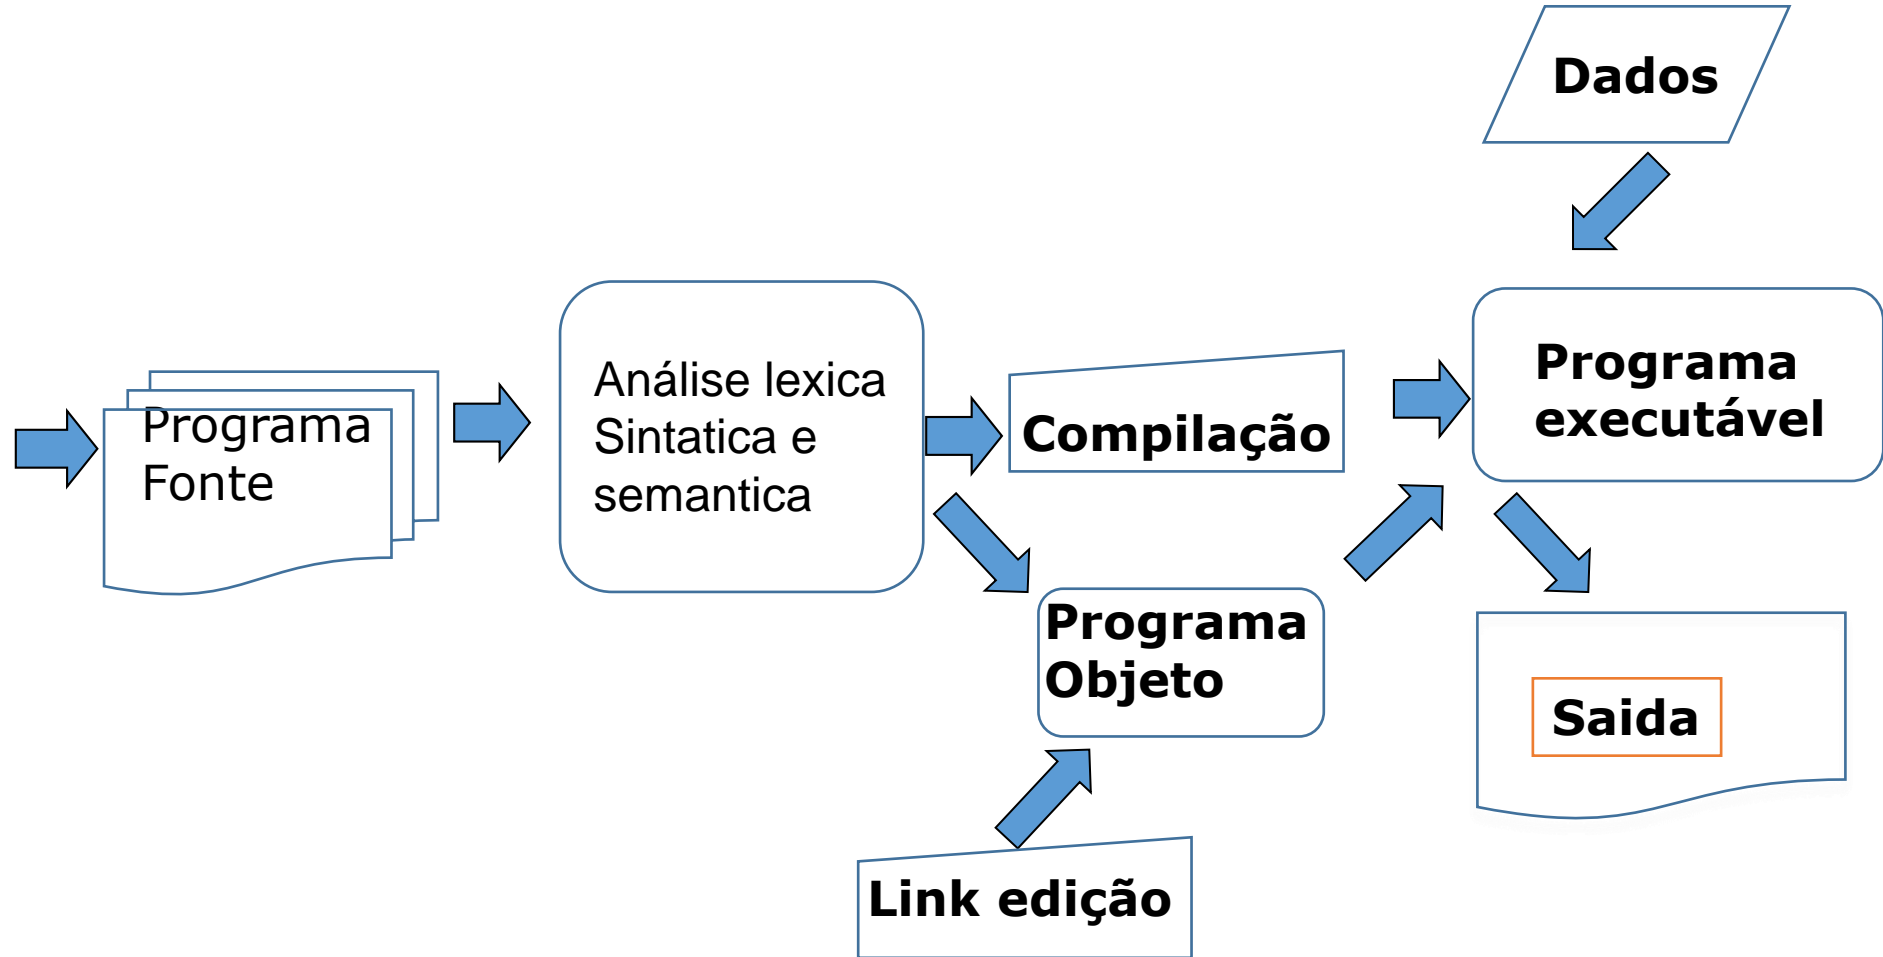 Dados
Programa
Fonte
Análise lexica
Sintatica e
semantica
Compilação
Programa
executável
Programa
Objeto
Saida
Link edição